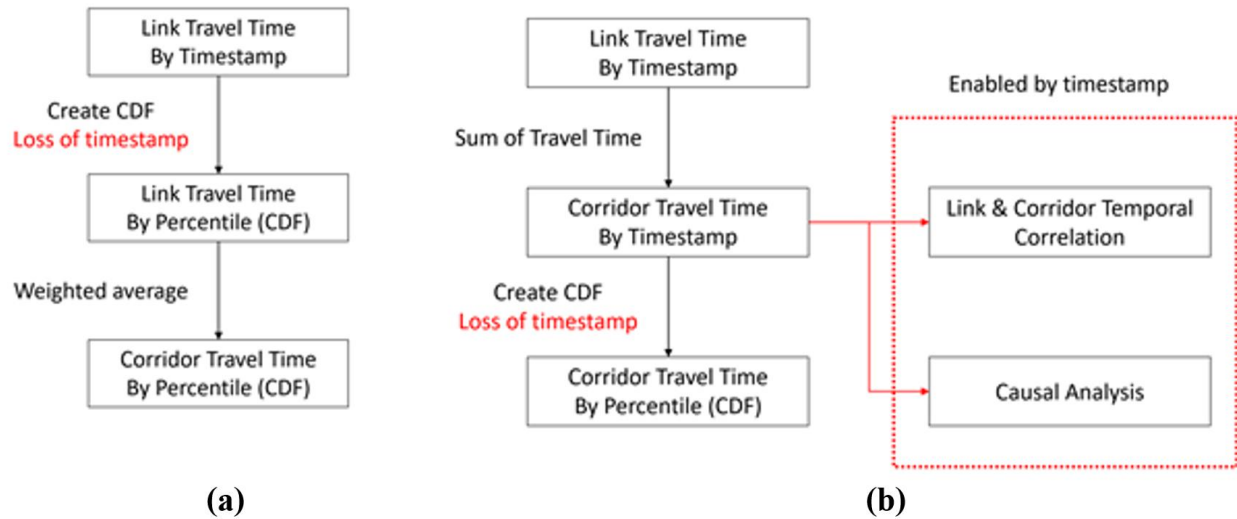 Link Travel Time
By Timestamp
Create CDF
Loss of timestamp
Link Travel Time
By Percentile (CDF)
Weighted average
Corridor Travel Time
By Percentile (CDF)
(a)
Link Travel Time
By Timestamp
Sum of Travel Time
Corridor Travel Time
By Timestamp
Create CDF
Loss of timestamp
Corridor Travel Time
By Percentile (CDF)
Enabled by timestamp
Link & Corridor Temporal
Correlation
Causal Analysis
(b)